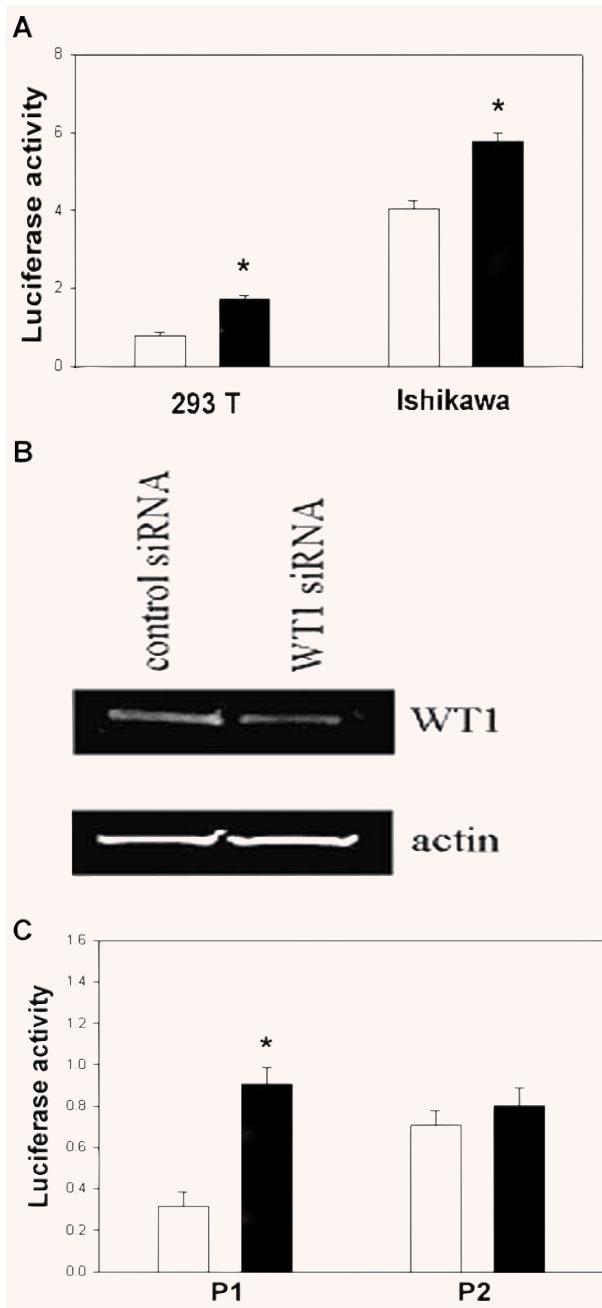 A
8
6
4
2
0
Luciferase activity
*
*
293 T
Ishikawa
B
control siRNA
WT1 siRNA
WT1
actin
C
1.6
1.4
1.2
1.0
0.8
0.6
0.4
0.2
0.0
Luciferase activity
*
P1
P2